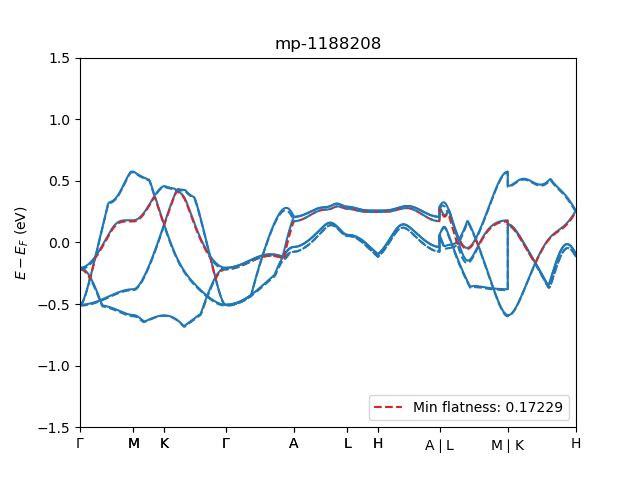 mp-1188208
1.5
1.0
0.5
0.0
−0.5
−1.0
−1.5
E − E_F (eV)
Min flatness: 0.17229
Γ M K Γ A L H A | L M | K H